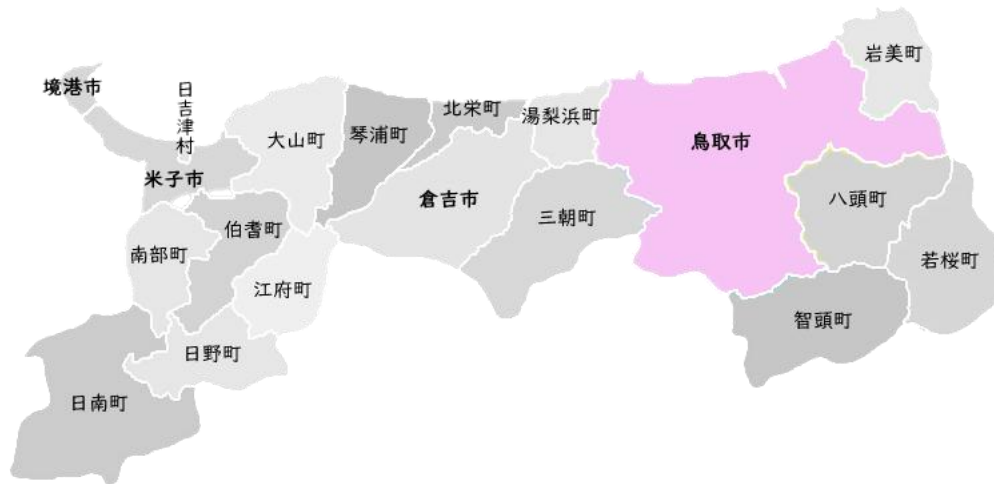 岩美町
境港市
日吉津村
大山町
琴浦町
北栄町
湯梨浜町
鳥取市
米子市
倉吉市
三朝町
八頭町
伯耆町
南部町
若桜町
江府町
智頭町
日野町
日南町